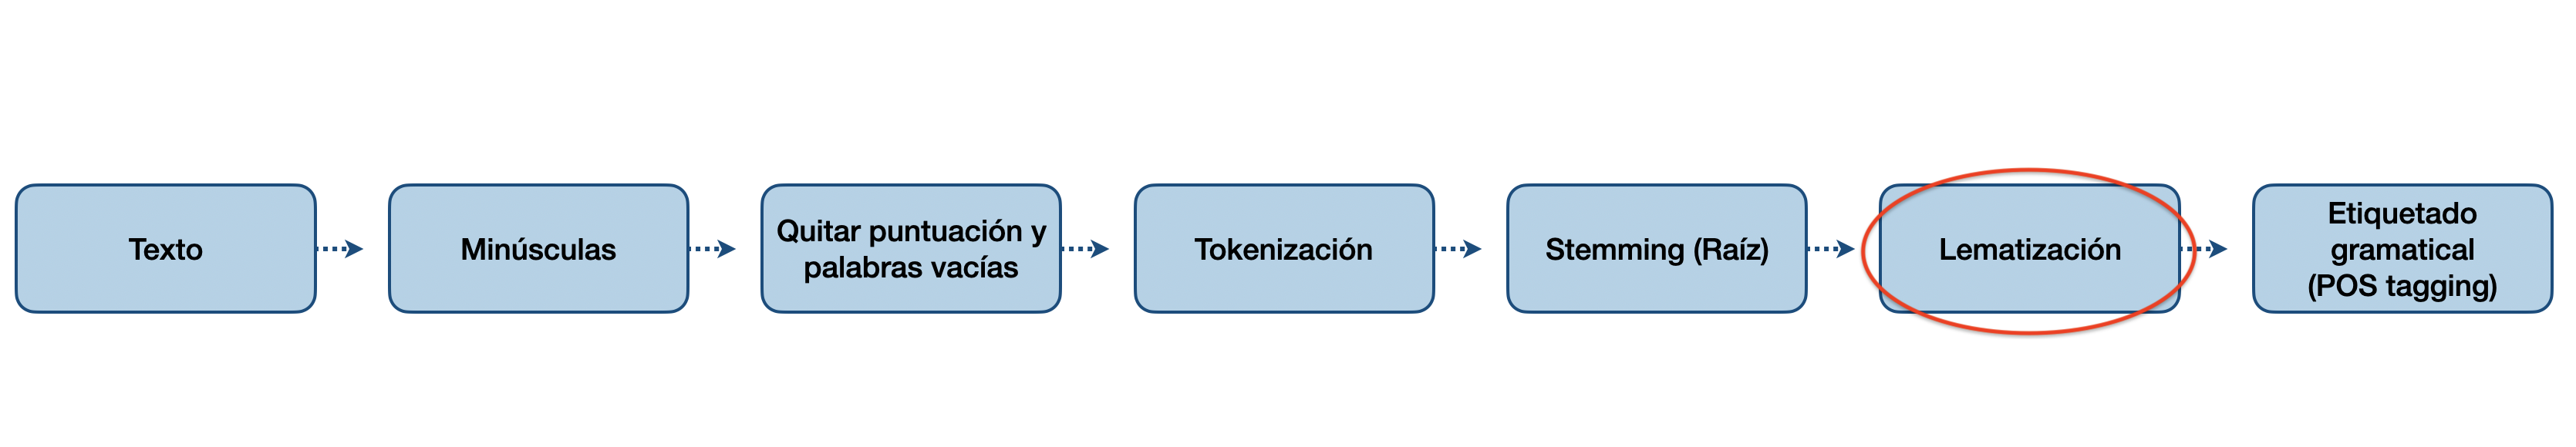 Texto
Minúsculas
Quitar puntuación y
palabras vacías
Tokenización
Stemming (Raíz)
Lematización
Etiquetado
gramatical
(POS tagging)